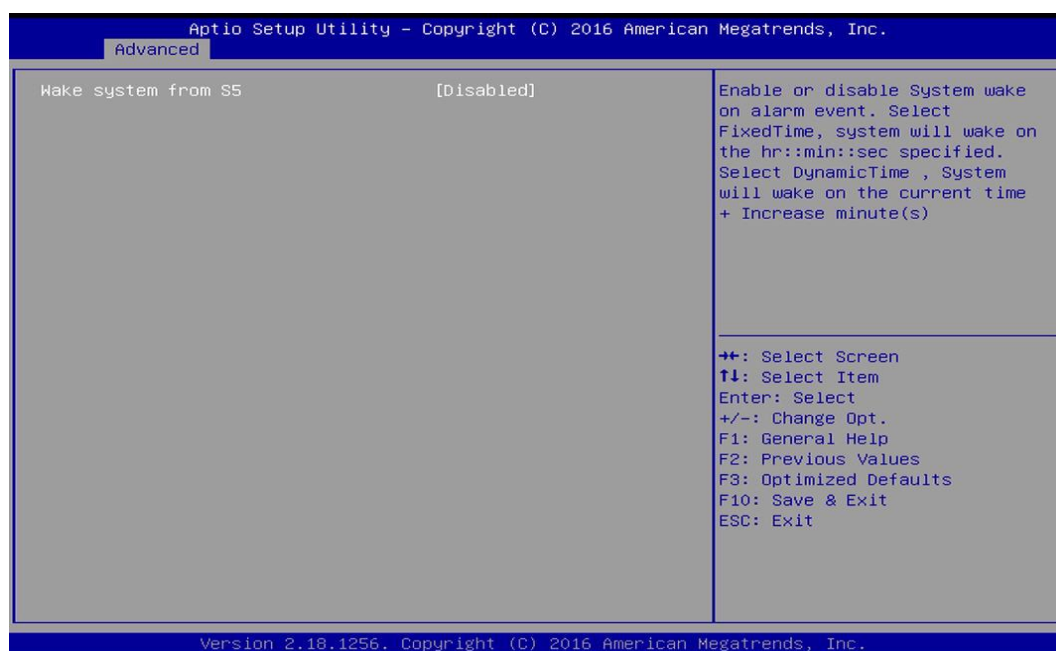 Aptio Setup Utility – Copyright (C) 2016 American Megatrends, Inc.
Advanced
Wake system from S5 [Disabled]
Enable or disable System wake
on alarm event. Select
FixedTime, system will wake on
the hr::min::sec specified.
Select DynamicTime , System
will wake on the current time
+ Increase minute(s)
→←: Select Screen
↑↓: Select Item
Enter: Select
+/-: Change Opt.
F1: General Help
F2: Previous Values
F3: Optimized Defaults
F10: Save & Exit
ESC: Exit
Version 2.18.1256. Copyright (C) 2016 American Megatrends, Inc.